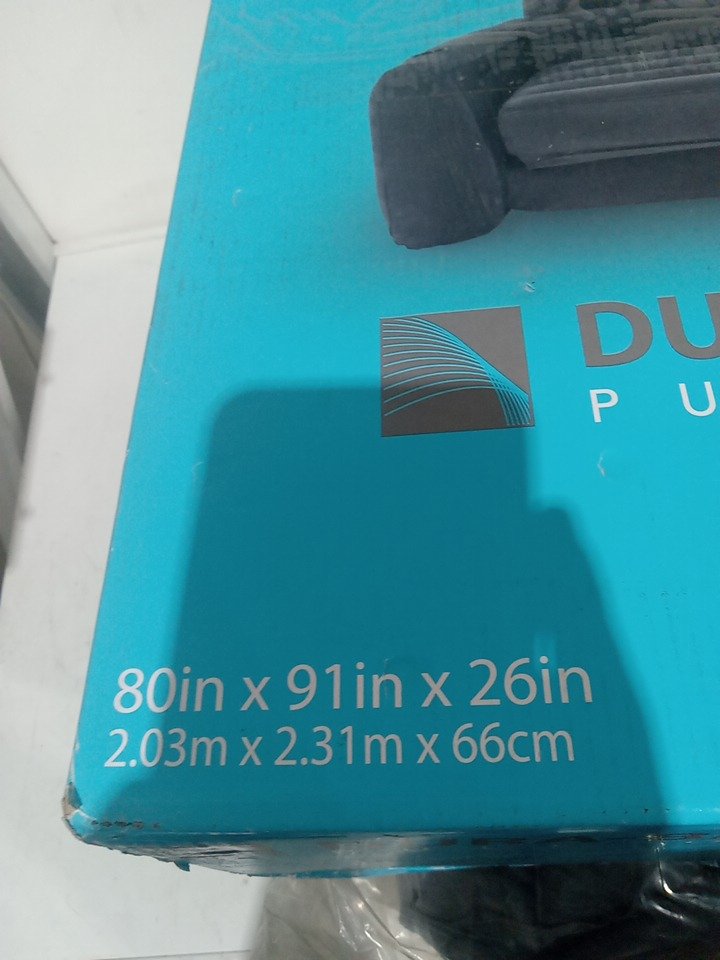 DU
P U
80in x 91in x 26in
2.03m x 2.31m x 66cm